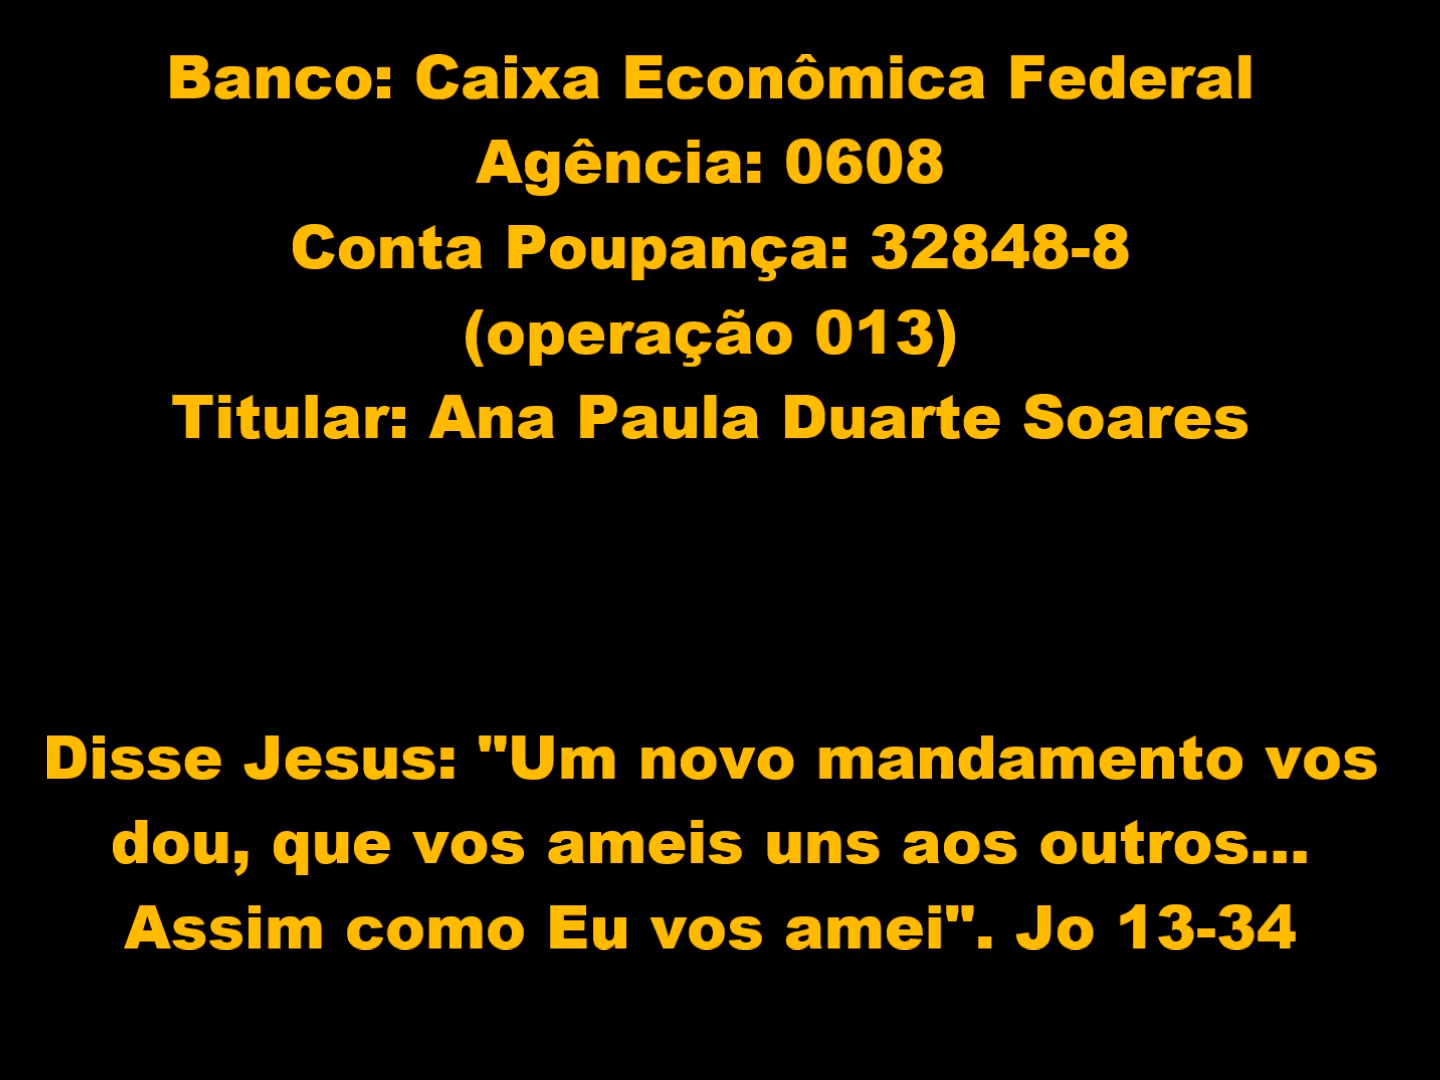 Banco: Caixa Econômica Federal
Agência: 0608
Conta Poupança: 32848-8
(operação 013)
Titular: Ana Paula Duarte Soares
Disse Jesus: "Um novo mandamento vos
dou, que vos ameis uns aos outros...
Assim como Eu vos amei". Jo 13-34